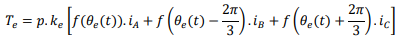 T_e = p.k_e [f(θ_e(t)).i_A + f(θ_e(t) − 2π/3).i_B + f(θ_e(t) + 2π/3).i_C]